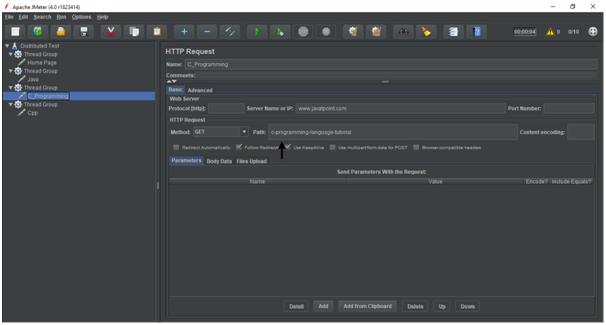 Apache JMeter (4.0 r1823414)
File Edit Search Run Options Help
00:00:04 0 0/10
Distributed Test
Thread Group
Home Page
Thread Group
Java
Thread Group
C_Programming
Thread Group
Cpp
HTTP Request
Name: C_Programming
Comments:
Basic Advanced
Web Server
Protocol [http]: Server Name or IP: www.javatpoint.com Port Number:
HTTP Request
Method: GET Path: c-programming-language-tutorial Content encoding:
Redirect Automatically Follow Redirects Use KeepAlive Use multipart/form-data for POST Browser-compatible headers
Parameters Body Data Files Upload
Send Parameters With the Request:
Name: Value Encode? Include Equals?
Detail Add Add from Clipboard Delete Up Down